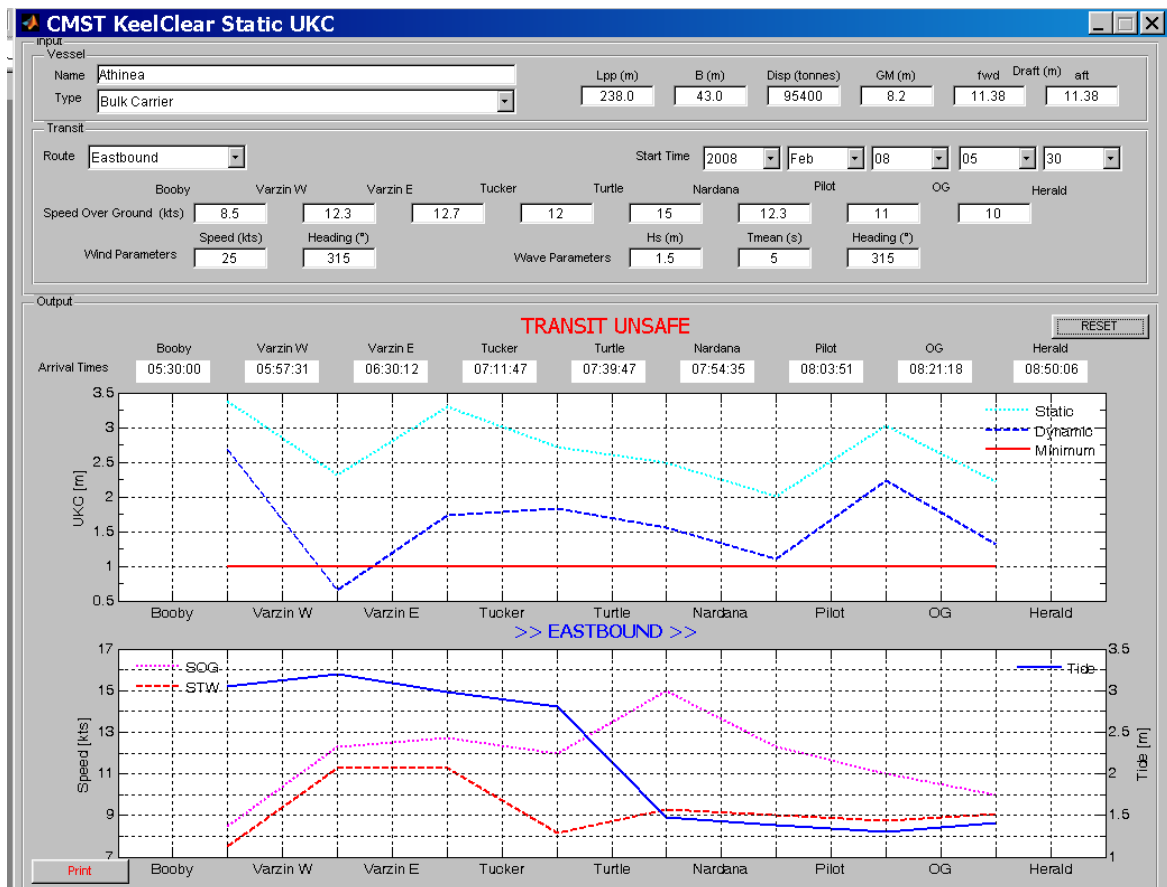 CMST KeelClear Static UKC
Input
Vessel
Name Athinea Lpp (m) B (m) Disp (tonnes) GM (m) fwd Draft (m) aft
Type Bulk Carrier 238.0 43.0 95400 8.2 11.38 11.38
Transit
Route Eastbound Start Time 2008 Feb 08 05 30
Booby Varzin W Varzin E Tucker Turtle Nardana Pilot OG Herald
Speed Over Ground (kts) 8.5 12.3 12.7 12 15 12.3 11 10
Speed (kts) Heading (°) Hs (m) Tmean (s) Heading (°)
Wind Parameters 25 315 Wave Parameters 1.5 5 315
Output
TRANSIT UNSAFE
RESET
Booby Varzin W Varzin E Tucker Turtle Nardana Pilot OG Herald
Arrival Times 05:30:00 05:57:31 06:30:12 07:11:47 07:39:47 07:54:35 08:03:51 08:21:18 08:50:06
3.5
Static
3
Dynamic
Minimum
2.5
UKC [m]
2
1.5
1
0.5
Booby Varzin W Varzin E Tucker Turtle Nardana Pilot OG Herald
>> EASTBOUND >>
17 3.5
SOG Tide
STW
15 3
13 2.5
Speed [kts] Tide [m]
11 2
9 1.5
7 1
Print
Booby Varzin W Varzin E Tucker Turtle Nardana Pilot OG Herald